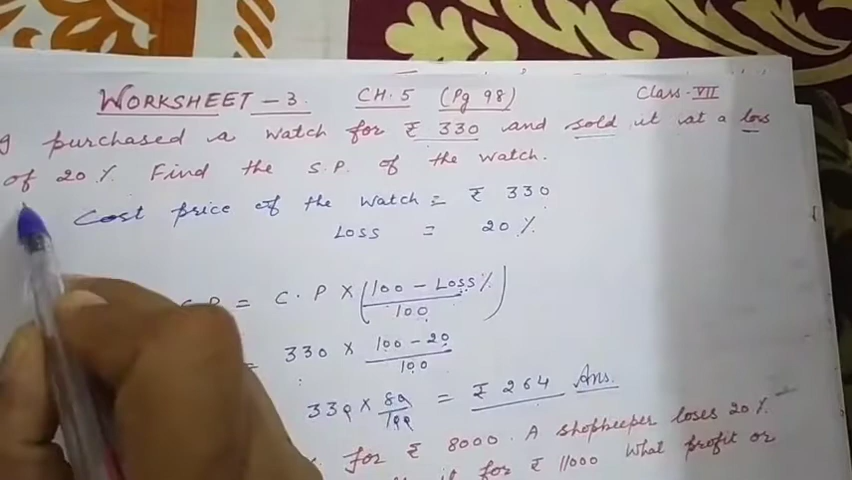 WORKSHEET - 3. CH. 5 (Pg 98) Class - VII
purchased a watch for ₹ 330 and sold it at a loss
of 20 %. Find the S.P. of the watch.
Cost price of the watch = ₹ 330
Loss = 20 %
= C.P × (100 - Loss % / 100)
330 × 100 - 20 / 100
330 × 80 / 100 = ₹ 264 Ans.
for ₹ 8000. A shopkeeper loses 20 %.
for ₹ 11000 What profit or